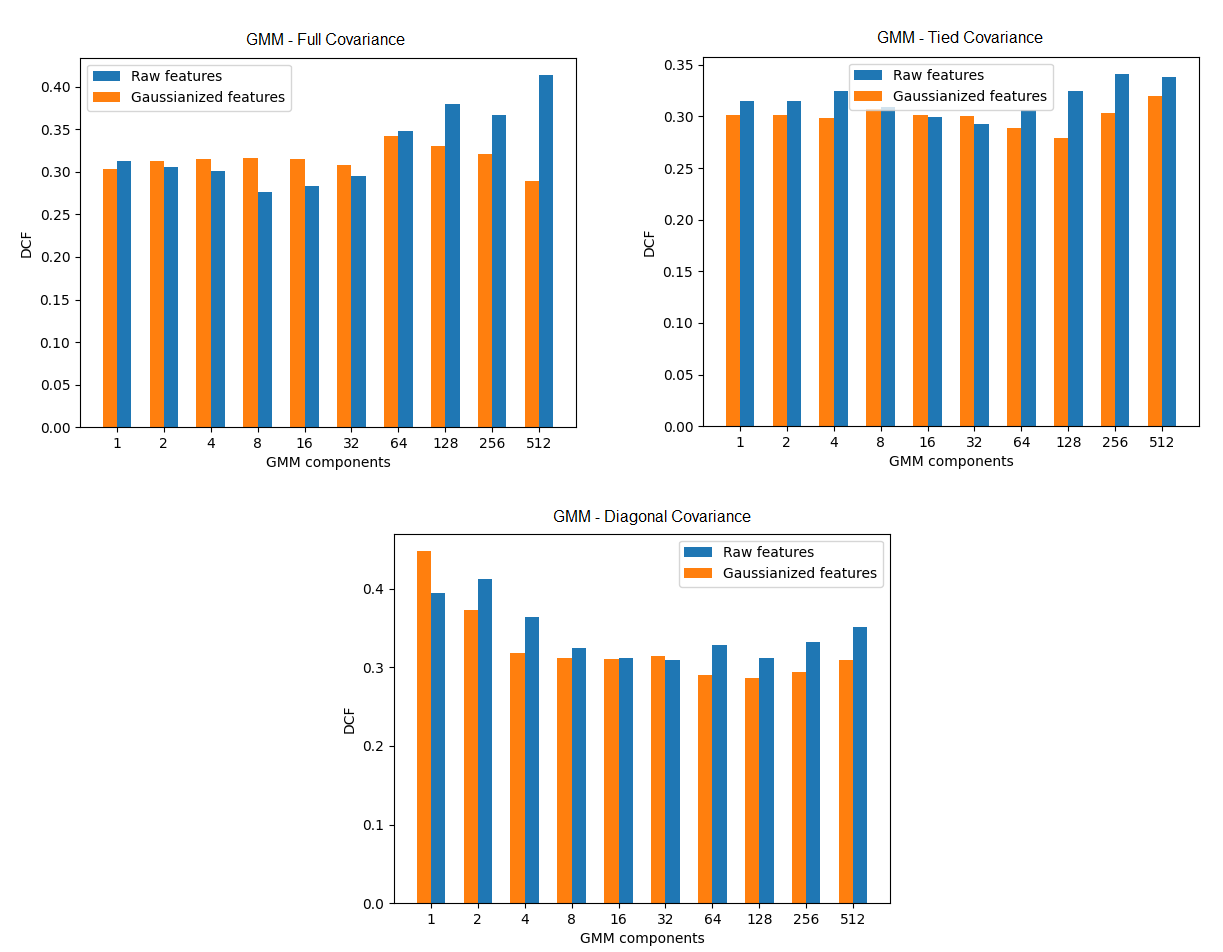 GMM - Full Covariance
Raw features
Gaussianized features
0.40
0.35
0.30
0.25
0.20
0.15
0.10
0.05
0.00
DCF
1 2 4 8 16 32 64 128 256 512
GMM components
GMM - Tied Covariance
Raw features
Gaussianized features
0.35
0.30
0.25
0.20
0.15
0.10
0.05
0.00
DCF
1 2 4 8 16 32 64 128 256 512
GMM components
GMM - Diagonal Covariance
Raw features
Gaussianized features
0.4
0.3
0.2
0.1
0.0
DCF
1 2 4 8 16 32 64 128 256 512
GMM components